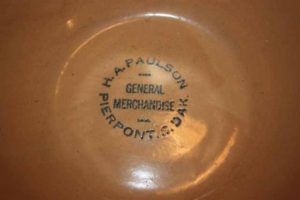 H.A. PAULSON
GENERAL
MERCHANDISE
PIERPONT, S. DAK.